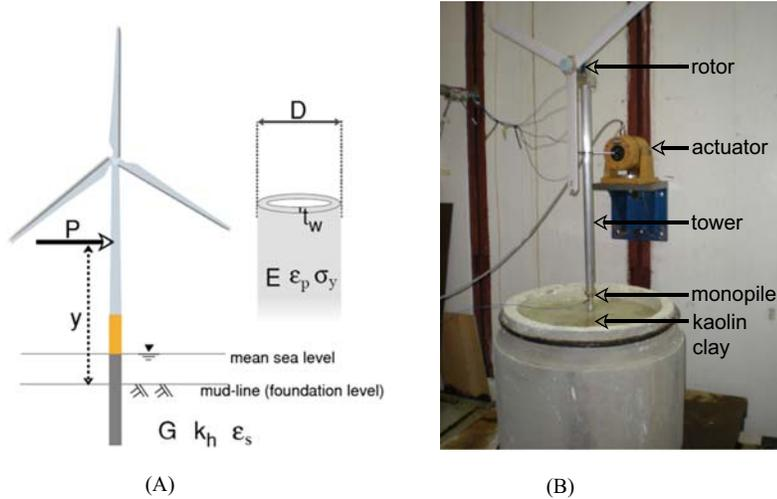 D
t_w
P
E ε_p σ_y
y
mean sea level
mud-line (foundation level)
G k_h ε_s
(A)
rotor
actuator
tower
monopile
kaolin
clay
(B)